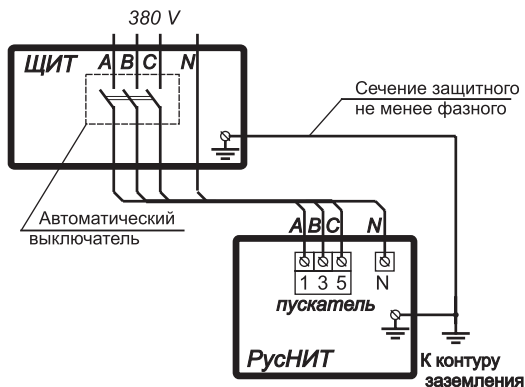 380 V
ЩИТ
A B C N
Сечение защитного
не менее фазного
Автоматический
выключатель
A B C N
1 3 5 N
пускатель
РусНИТ
К контуру
заземления